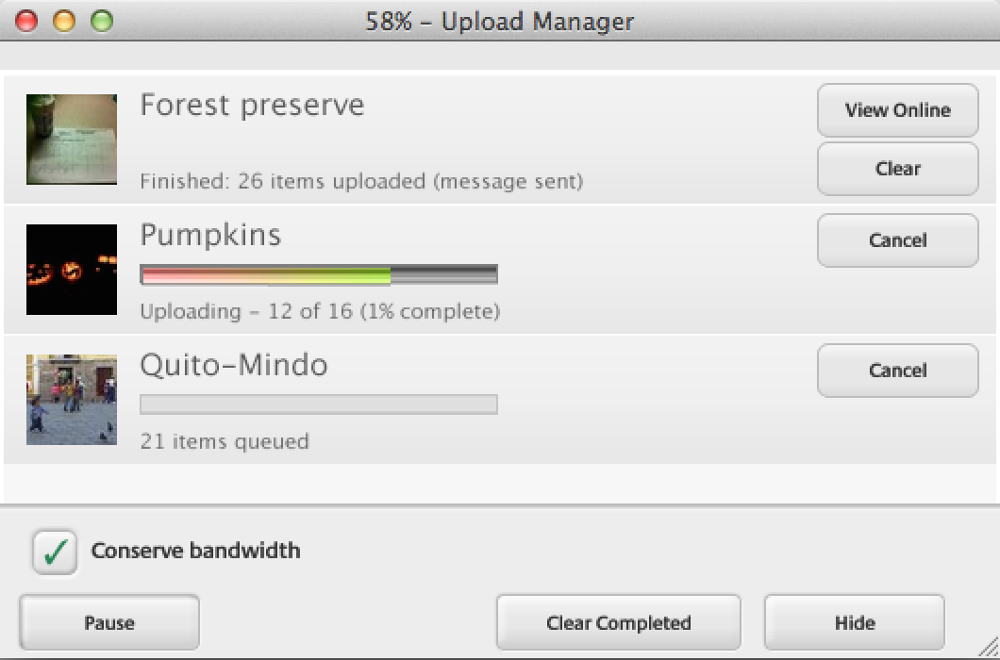 58% – Upload Manager
Forest preserve
View Online
Clear
Finished: 26 items uploaded (message sent)
Pumpkins
Cancel
Uploading – 12 of 16 (1% complete)
Quito–Mindo
Cancel
21 items queued
Conserve bandwidth
Pause
Clear Completed
Hide